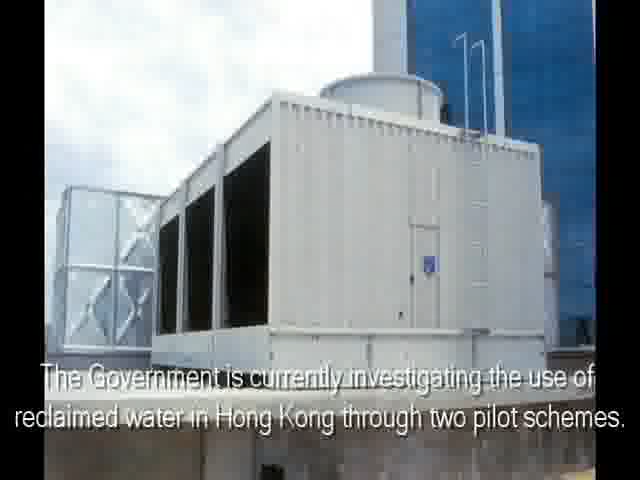 The Government is currently investigating the use of
reclaimed water in Hong Kong through two pilot schemes.